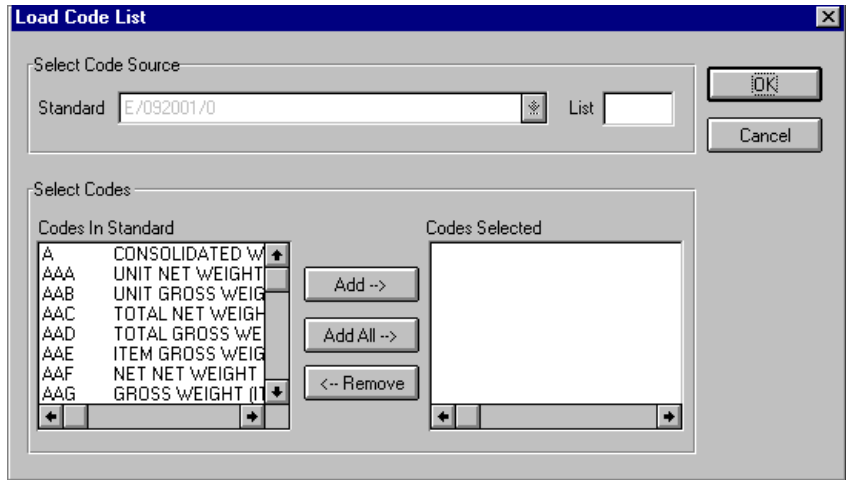 Load Code List
Select Code Source
Standard E/092001/0 List
OK
Cancel
Select Codes
Codes In Standard
Codes Selected
A CONSOLIDATED W
AAA UNIT NET WEIGHT
AAB UNIT GROSS WEIG
AAC TOTAL NET WEIGH
AAD TOTAL GROSS WE
AAE ITEM GROSS WEIG
AAF NET NET WEIGHT
AAG GROSS WEIGHT (IT
Add -->
Add All -->
<-- Remove